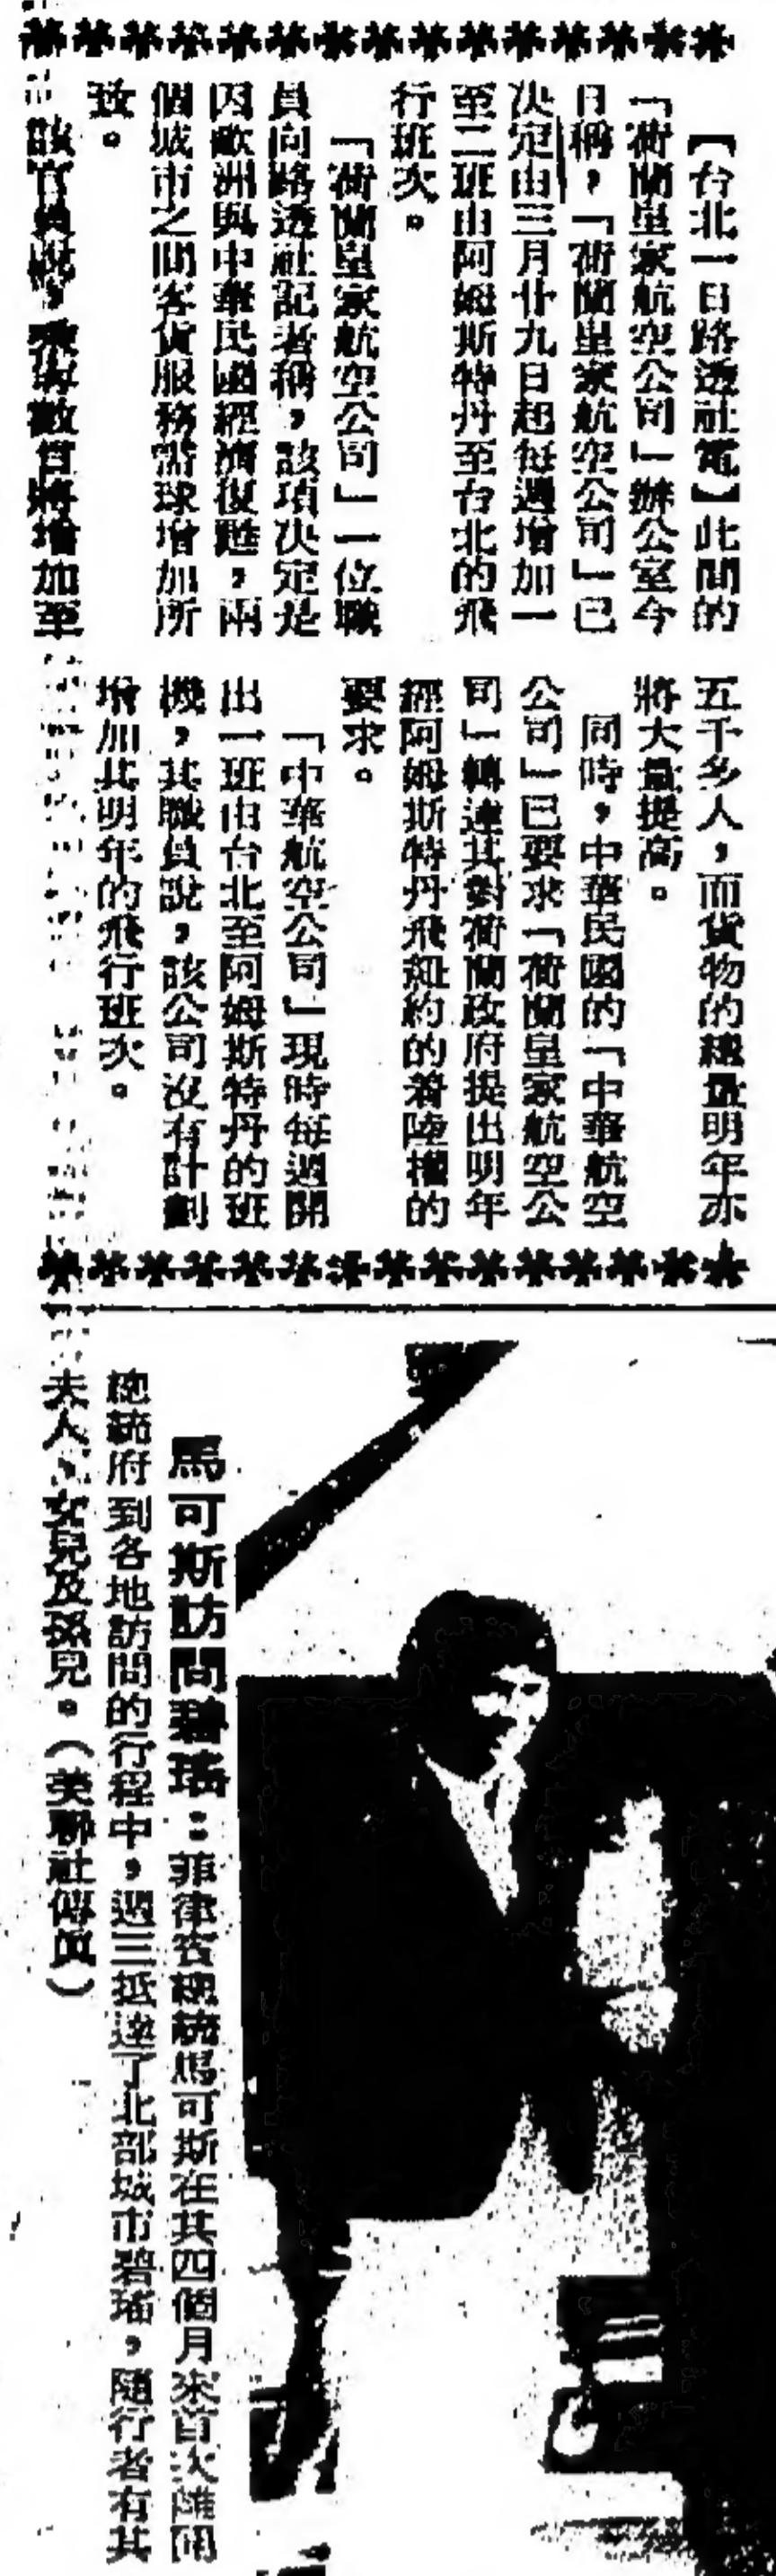 【台北一日路透社電】此間的
「荷蘭皇家航空公司」辦公室今
日稱，「荷蘭皇家航空公司」已
決定由三月廿九日起每週增加一
至二班由阿姆斯特丹至台北的飛
行班次。
「荷蘭皇家航空公司」一位職
員向路透社記者稱，該項決定是
因歐洲與中華民國經濟復甦，兩
個城市之間客貨服務需球增加所
致。
該官員說，乘客數目將增加至
五千多人，而貨物的總量明年亦
將大量提高。
同時，中華民國的「中華航空
公司」已要求「荷蘭皇家航空公
司」轉達其對荷蘭政府提出明年
經阿姆斯特丹飛紐約的着陸權的
要求。
「中華航空公司」現時每週開
出一班由台北至阿姆斯特丹的班
機，其職員說，該公司沒有計劃
增加其明年的飛行班次。
馬可斯訪問碧瑤：菲律賓總統馬可斯在其四個月來首次離開
總統府到各地訪問的行程中，週三抵達了北部城市碧瑤，隨行者有其
夫人、女兒及孫兒。（美聯社傳真）